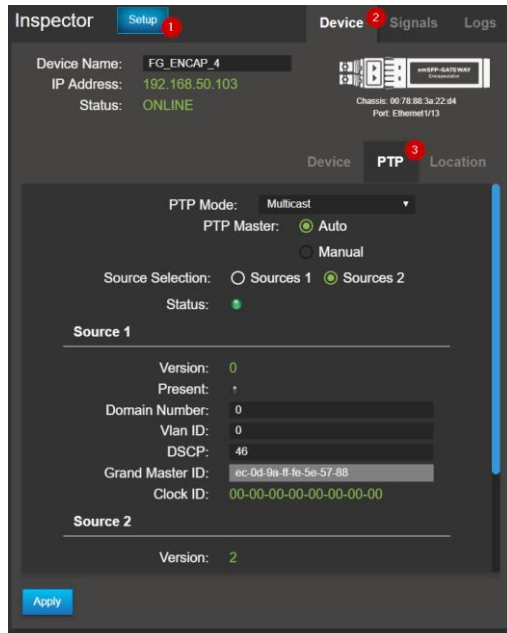 Inspector Setup 1 Device 2 Signals Logs
Device Name: FG_ENCAP_4
IP Address: 192.168.50.103
Status: ONLINE
emSFP-GATEWAY
Encapsulator
Chassis: 00:78:88:3a:22:d4
Port: Ethernet1/13
Device PTP 3 Location
PTP Mode: Multicast
PTP Master: Auto
Manual
Source Selection: Sources 1 Sources 2
Status:
Source 1
Version: 0
Present:
Domain Number: 0
Vlan ID: 0
DSCP: 46
Grand Master ID: ec-0d-9a-ff-fe-5e-57-88
Clock ID: 00-00-00-00-00-00-00-00
Source 2
Version: 2
Apply